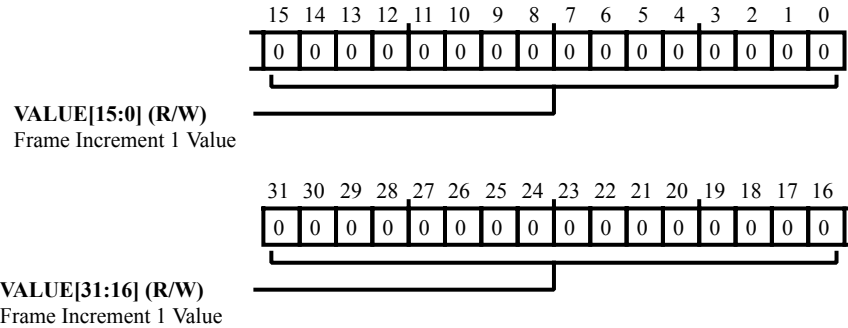 15 14 13 12 11 10 9 8 7 6 5 4 3 2 1 0
0 0 0 0 0 0 0 0 0 0 0 0 0 0 0 0
VALUE[15:0] (R/W)
Frame Increment 1 Value
31 30 29 28 27 26 25 24 23 22 21 20 19 18 17 16
0 0 0 0 0 0 0 0 0 0 0 0 0 0 0 0
VALUE[31:16] (R/W)
Frame Increment 1 Value